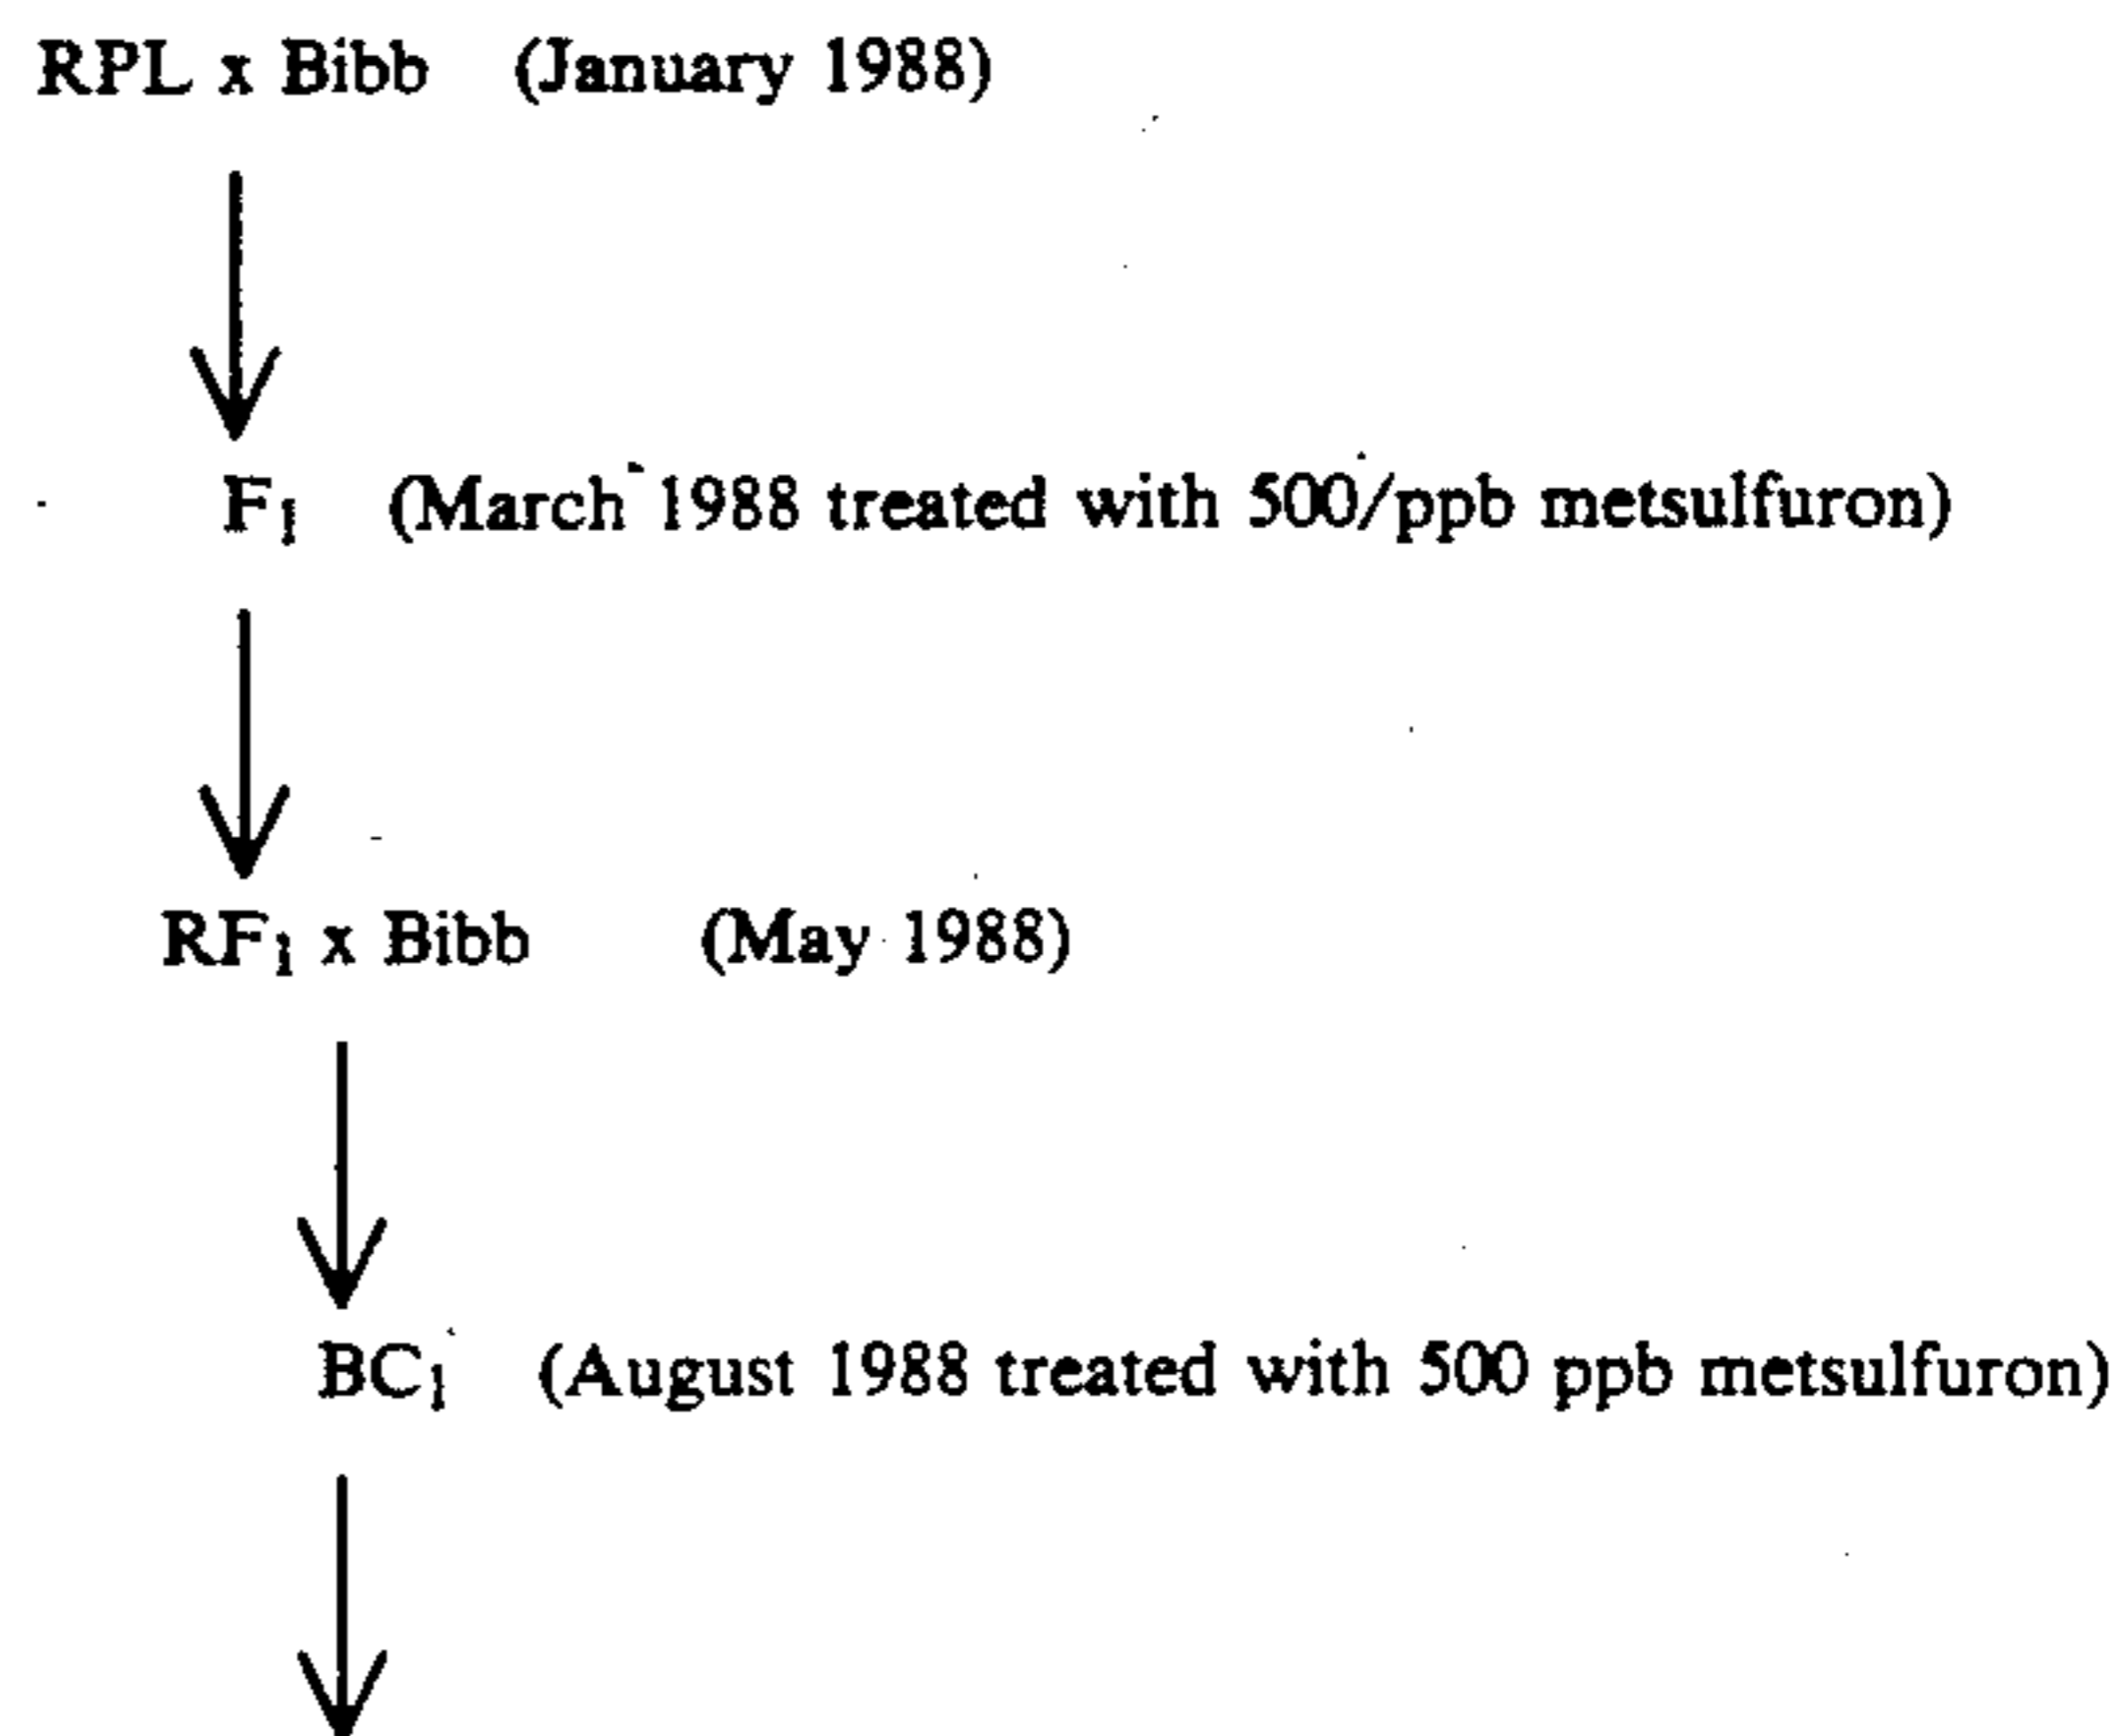 RPL x Bibb (January 1988)
F₁ (March 1988 treated with 500/ppb metsulfuron)
RF₁ x Bibb (May 1988)
BC₁ (August 1988 treated with 500 ppb metsulfuron)